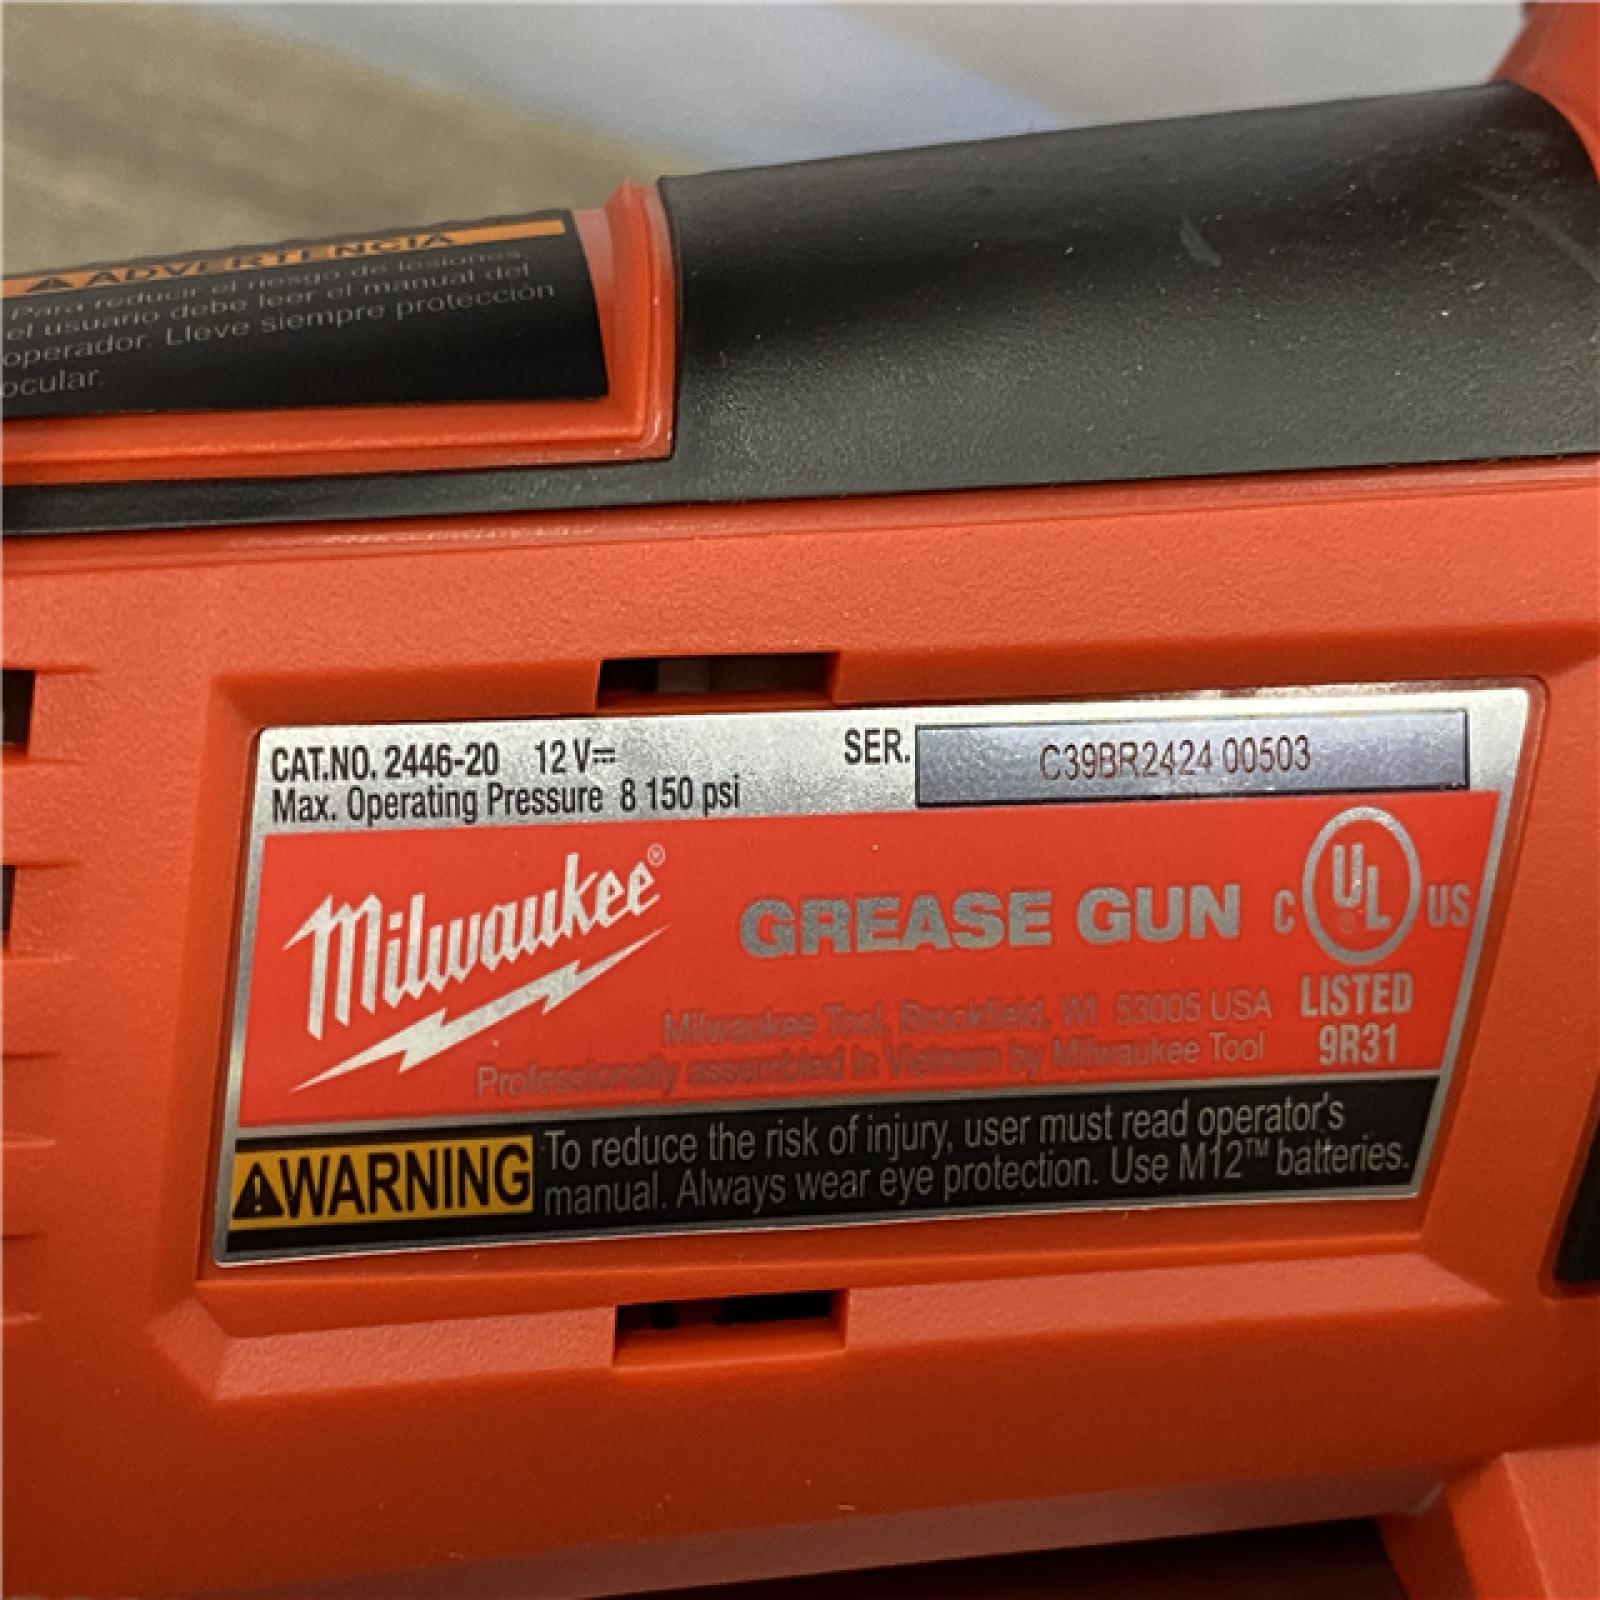 ADVERTENCIA
Para reducir el riesgo de lesiones,
el usuario debe leer el manual del
operador. Lleve siempre protección
ocular.
CAT.NO. 2446-20 12 V⎓
SER. C39BR2424 00503
Max. Operating Pressure 8 150 psi
Milwaukee®
GREASE GUN
C UL® US
LISTED
9R31
Milwaukee Tool, Brookfield, WI 53005 USA
Professionally assembled in Vietnam by Milwaukee Tool
WARNING
To reduce the risk of injury, user must read operator's
manual. Always wear eye protection. Use M12™ batteries.